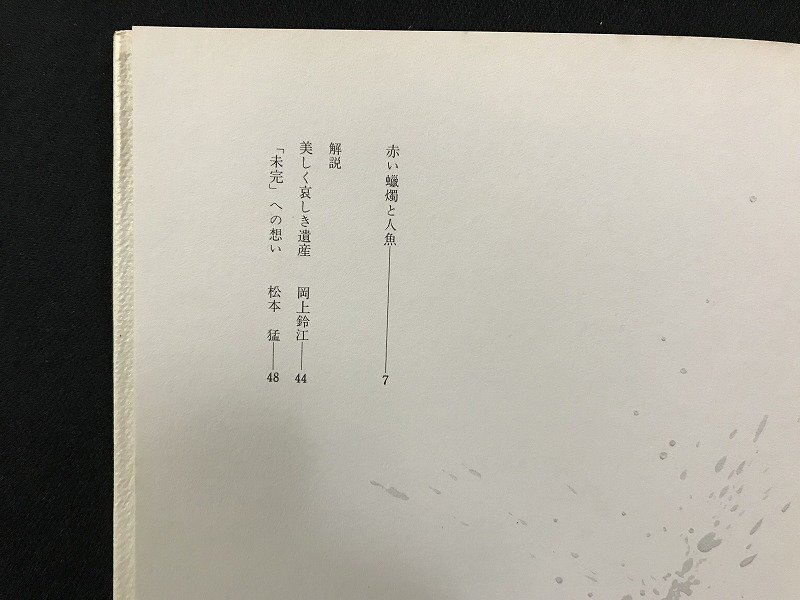 赤い蠟燭と人魚――7
解説
美しく哀しき遺産　岡上鈴江――44
「未完」への想い　松本　猛――48